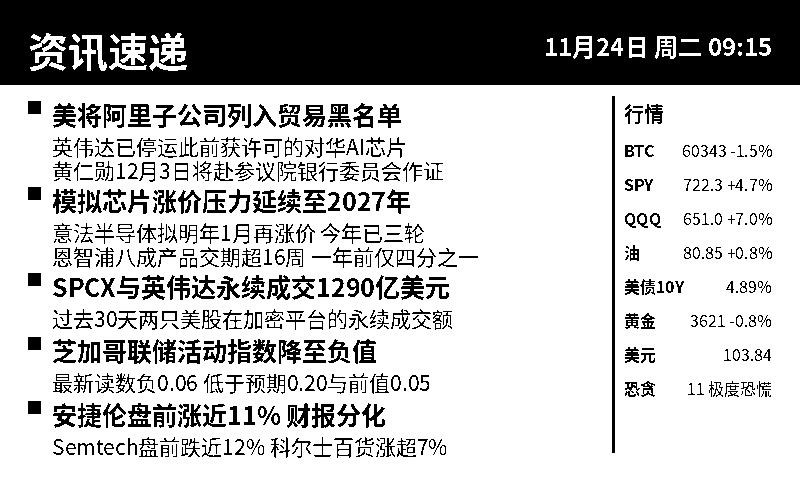 资讯速递
11月24日 周二 09:15
美将阿里子公司列入贸易黑名单
英伟达已停运此前获许可的对华AI芯片
黄仁勋12月3日将赴参议院银行委员会作证
模拟芯片涨价压力延续至2027年
意法半导体拟明年1月再涨价 今年已三轮
恩智浦八成产品交期超16周 一年前仅四分之一
SPCX与英伟达永续成交1290亿美元
过去30天两只美股在加密平台的永续成交额
芝加哥联储活动指数降至负值
最新读数负0.06 低于预期0.20与前值0.05
安捷伦盘前涨近11% 财报分化
Semtech盘前跌近12% 科尔士百货涨超7%
行情
BTC 60343 -1.5%
SPY 722.3 +4.7%
QQQ 651.0 +7.0%
油 80.85 +0.8%
美债10Y 4.89%
黄金 3621 -0.8%
美元 103.84
恐贪 11 极度恐慌